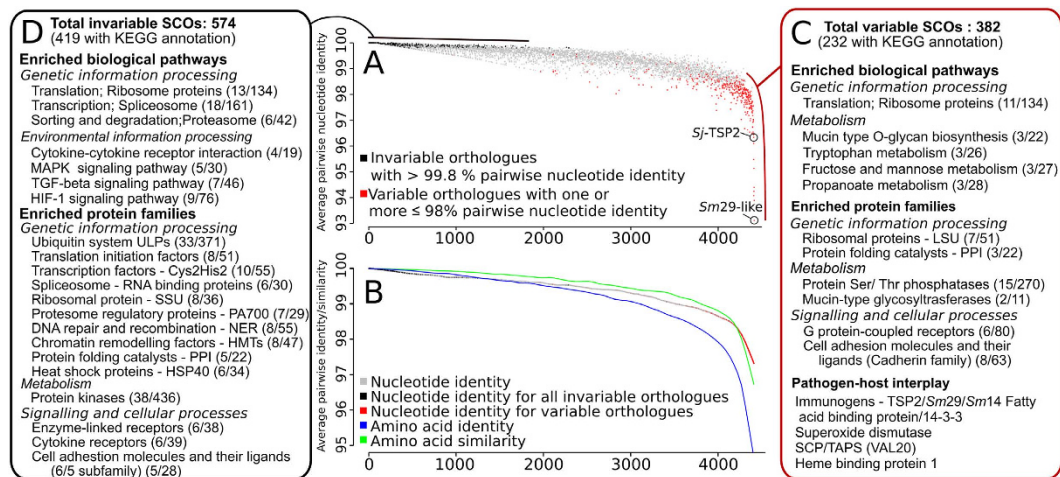 D
Total invariable SCOs: 574
(419 with KEGG annotation)
Enriched biological pathways
Genetic information processing
Translation; Ribosome proteins (13/134)
Transcription; Spliceosome (18/161)
Sorting and degradation;Proteasome (6/42)
Environmental information processing
Cytokine-cytokine receptor interaction (4/19)
MAPK signaling pathway (5/30)
TGF-beta signaling pathway (7/46)
HIF-1 signaling pathway (9/76)
Enriched protein families
Genetic information processing
Ubiquitin system ULPs (33/371)
Translation initiation factors (8/51)
Transcription factors - Cys2His2 (10/55)
Spliceosome - RNA binding proteins (6/30)
Ribosomal protein - SSU (8/36)
Protesome regulatory proteins - PA700 (7/29)
DNA repair and recombination - NER (8/55)
Chromatin remodelling factors - HMTs (8/47)
Protein folding catalysts - PPI (5/22)
Heat shock proteins - HSP40 (6/34)
Metabolism
Protein kinases (38/436)
Signalling and cellular processes
Enzyme-linked receptors (6/38)
Cytokine receptors (6/39)
Cell adhestion molecules and their ligands
(6/5 subfamily) (5/28)
Average pairwise nucleotide identity
100
99
98
97
96
95
94
93
A
Sj-TSP2
Sm29-like
Invariable orthologues
with > 99.8 % pairwise nucleotide identity
Variable orthologues with one or
more ≤ 98% pairwise nucleotide identity
0
1000
2000
3000
4000
Average pairwise identity/similarity
100
99
98
97
96
95
B
Nucleotide identity
Nucleotide identity for all invariable orthologues
Nucleotide identity for variable orthologues
Amino acid identity
Amino acid similarity
0
1000
2000
3000
4000
C
Total variable SCOs : 382
(232 with KEGG annotation)
Enriched biological pathways
Genetic information processing
Translation; Ribosome proteins (11/134)
Metabolism
Mucin type O-glycan biosynthesis (3/22)
Tryptophan metabolism (3/26)
Fructose and mannose metabolism (3/27)
Propanoate metabolism (3/28)
Enriched protein families
Genetic information processing
Ribosomal proteins - LSU (7/51)
Protein folding catalysts - PPI (3/22)
Metabolism
Protein Ser/ Thr phosphatases (15/270)
Mucin-type glycosyltrasferases (2/11)
Signalling and cellular processes
G protein-coupled receptors (6/80)
Cell adhesion molecules and their
ligands (Cadherin family) (8/63)
Pathogen-host interplay
Immunogens - TSP2/Sm29/Sm14 Fatty
acid binding protein/14-3-3
Superoxide dismutase
SCP/TAPS (VAL20)
Heme binding protein 1